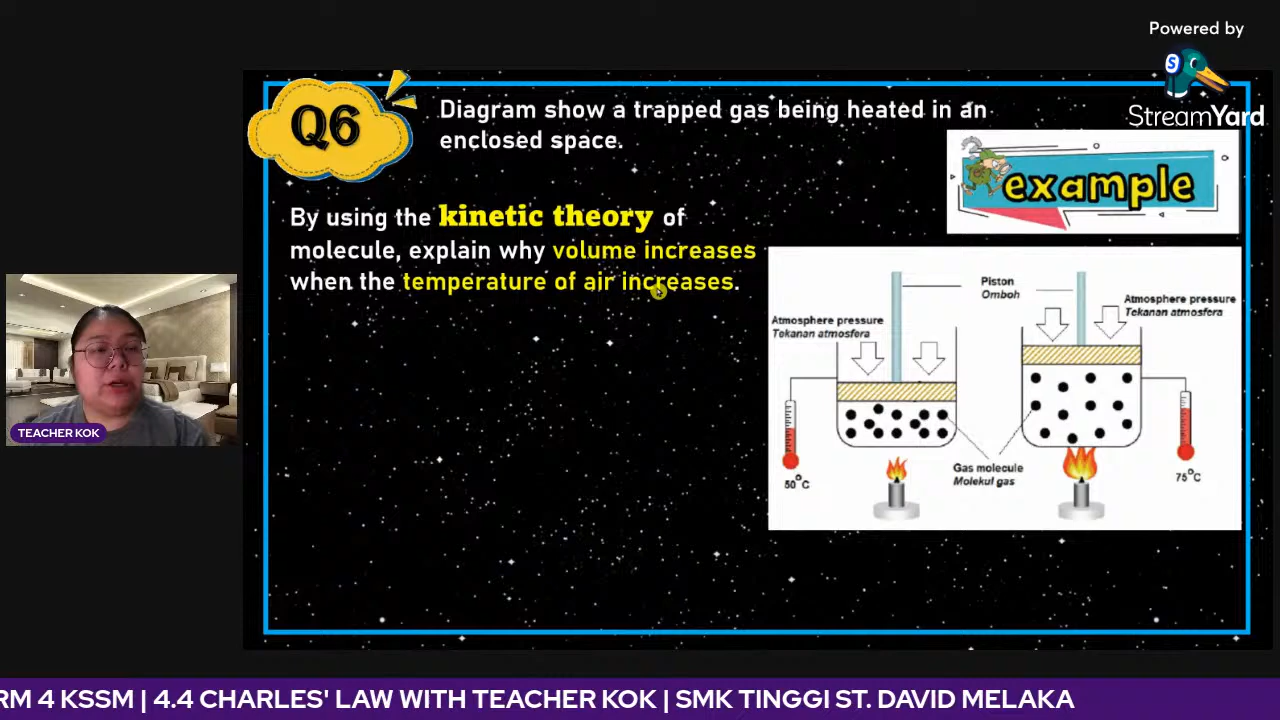 Powered by
StreamYard
Q6
Diagram show a trapped gas being heated in an
enclosed space.
example
By using the kinetic theory of
molecule, explain why volume increases
when the temperature of air increases.
Piston
Omboh
Atmosphere pressure
Tekanan atmosfera
Atmosphere pressure
Tekanan atmosfera
Gas molecule
Molekul gas
50°C
75°C
TEACHER KOK
RM 4 KSSM | 4.4 CHARLES' LAW WITH TEACHER KOK | SMK TINGGI ST. DAVID MELAKA